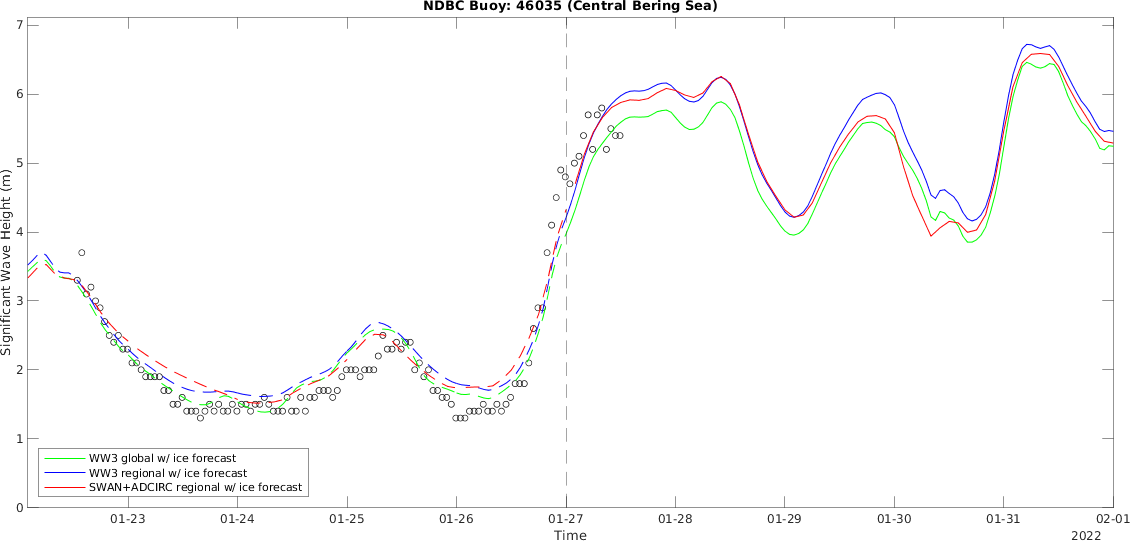 NDBC Buoy: 46035 (Central Bering Sea)
7
6
5
4
3
2
1
0
Significant Wave Height (m)
WW3 global w/ ice forecast
WW3 regional w/ ice forecast
SWAN+ADCIRC regional w/ ice forecast
01-23 01-24 01-25 01-26 01-27 01-28 01-29 01-30 01-31 02-01
Time
2022